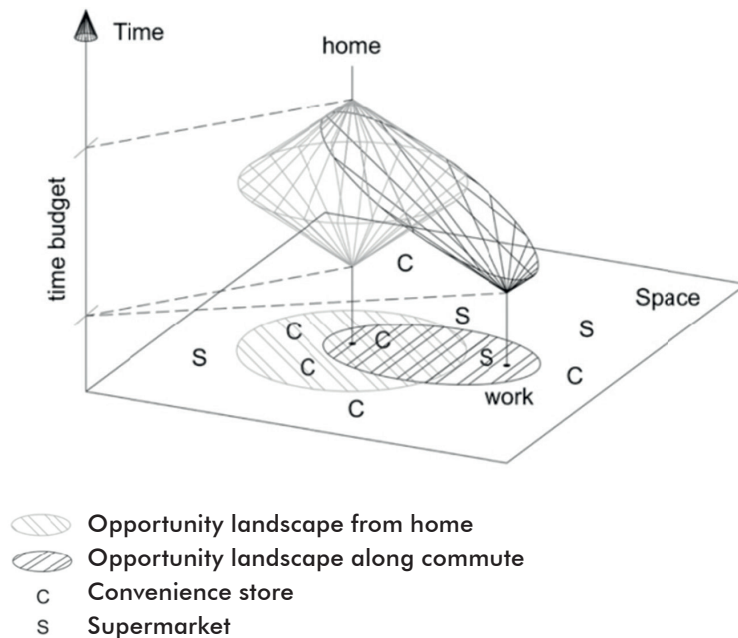 Time
home
time budget
C
Space
S
C
S
C
S
S
C
C
work
C
Opportunity landscape from home
Opportunity landscape along commute
C Convenience store
S Supermarket